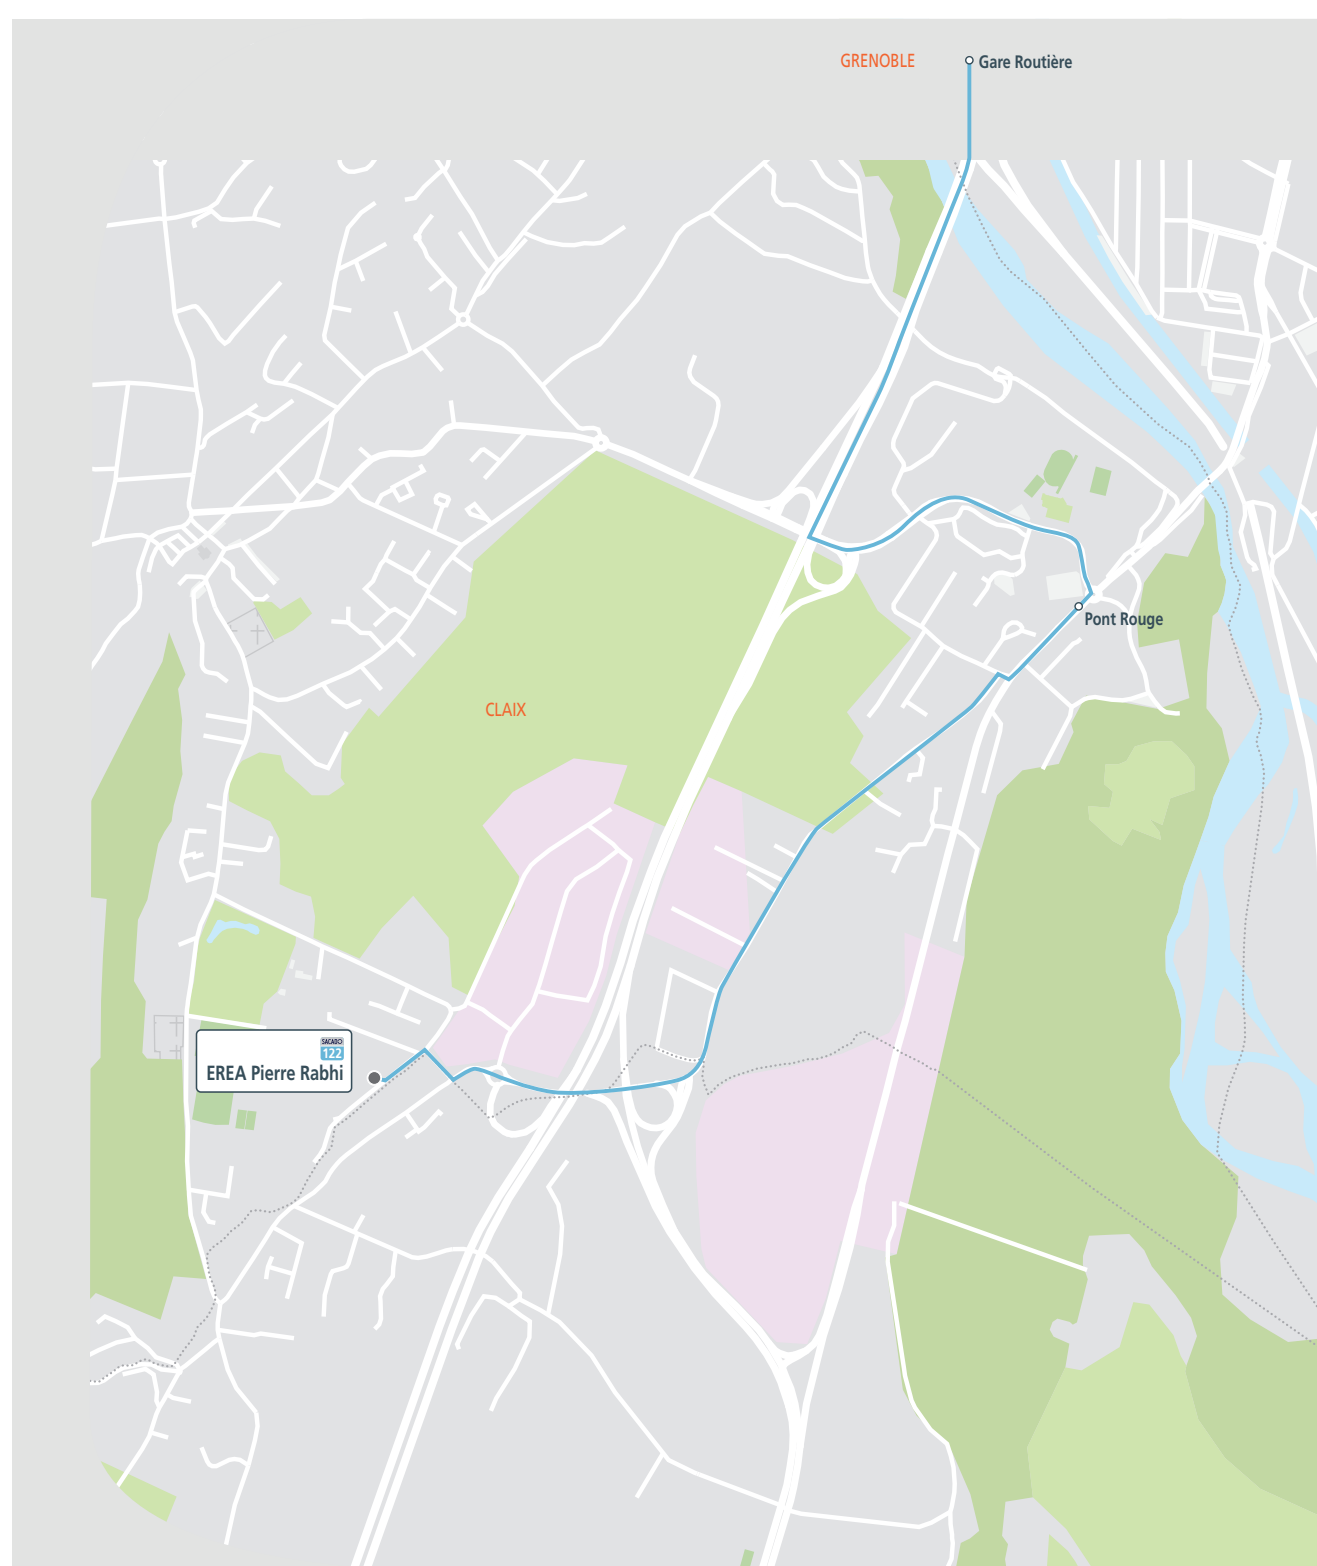 GRENOBLE
Gare Routière
Pont Rouge
CLAIX
SACADO
122
EREA Pierre Rabhi